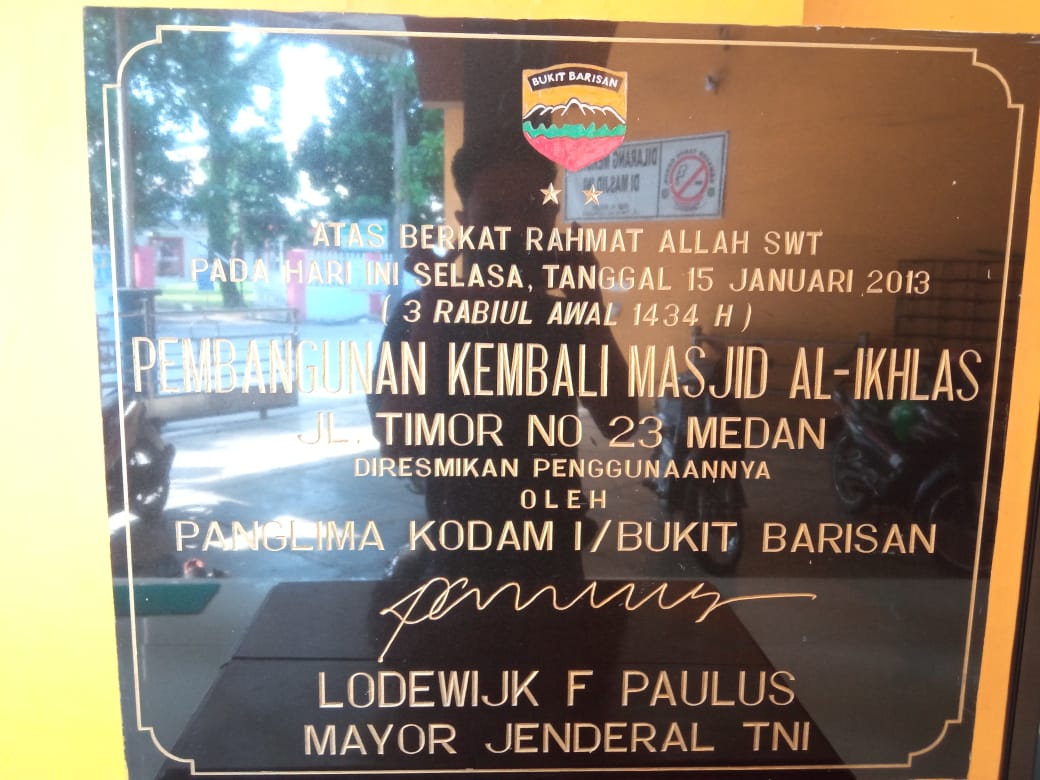 BUKIT BARISAN
ATAS BERKAT RAHMAT ALLAH SWT
PADA HARI INI SELASA, TANGGAL 15 JANUARI 2013
( 3 RABIUL AWAL 1434 H )
PEMBANGUNAN KEMBALI MASJID AL-IKHLAS
JL. TIMOR NO 23 MEDAN
DIRESMIKAN PENGGUNAANNYA
OLEH
PANGLIMA KODAM I/BUKIT BARISAN
LODEWIJK F PAULUS
MAYOR JENDERAL TNI